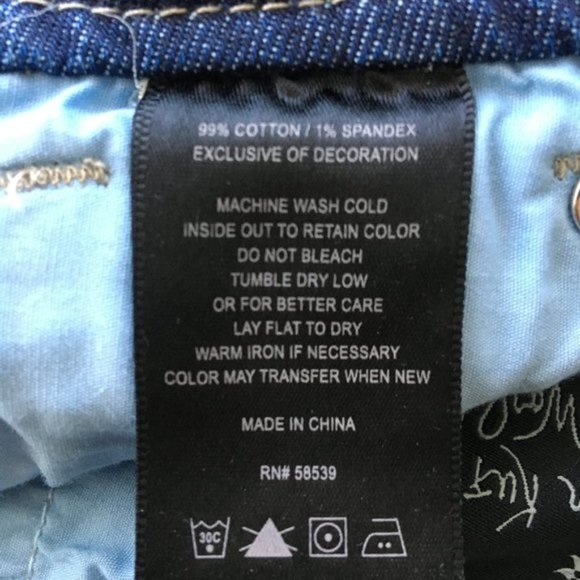 99% COTTON / 1% SPANDEX
EXCLUSIVE OF DECORATION
MACHINE WASH COLD
INSIDE OUT TO RETAIN COLOR
DO NOT BLEACH
TUMBLE DRY LOW
OR FOR BETTER CARE
LAY FLAT TO DRY
WARM IRON IF NECESSARY
COLOR MAY TRANSFER WHEN NEW
MADE IN CHINA
RN# 58539
30C
Kut